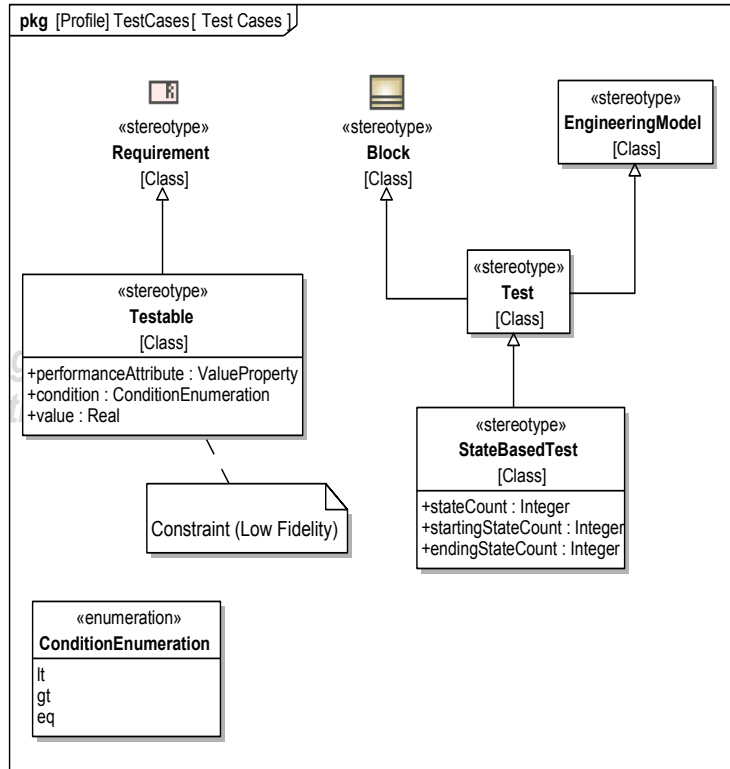 pkg [Profile] TestCases[ Test Cases ]
«stereotype»
Requirement
[Class]
«stereotype»
Block
[Class]
«stereotype»
EngineeringModel
[Class]
«stereotype»
Test
[Class]
«stereotype»
Testable
[Class]
+performanceAttribute : ValueProperty
+condition : ConditionEnumeration
+value : Real
«stereotype»
StateBasedTest
[Class]
+stateCount : Integer
+startingStateCount : Integer
+endingStateCount : Integer
Constraint (Low Fidelity)
«enumeration»
ConditionEnumeration
lt
gt
eq